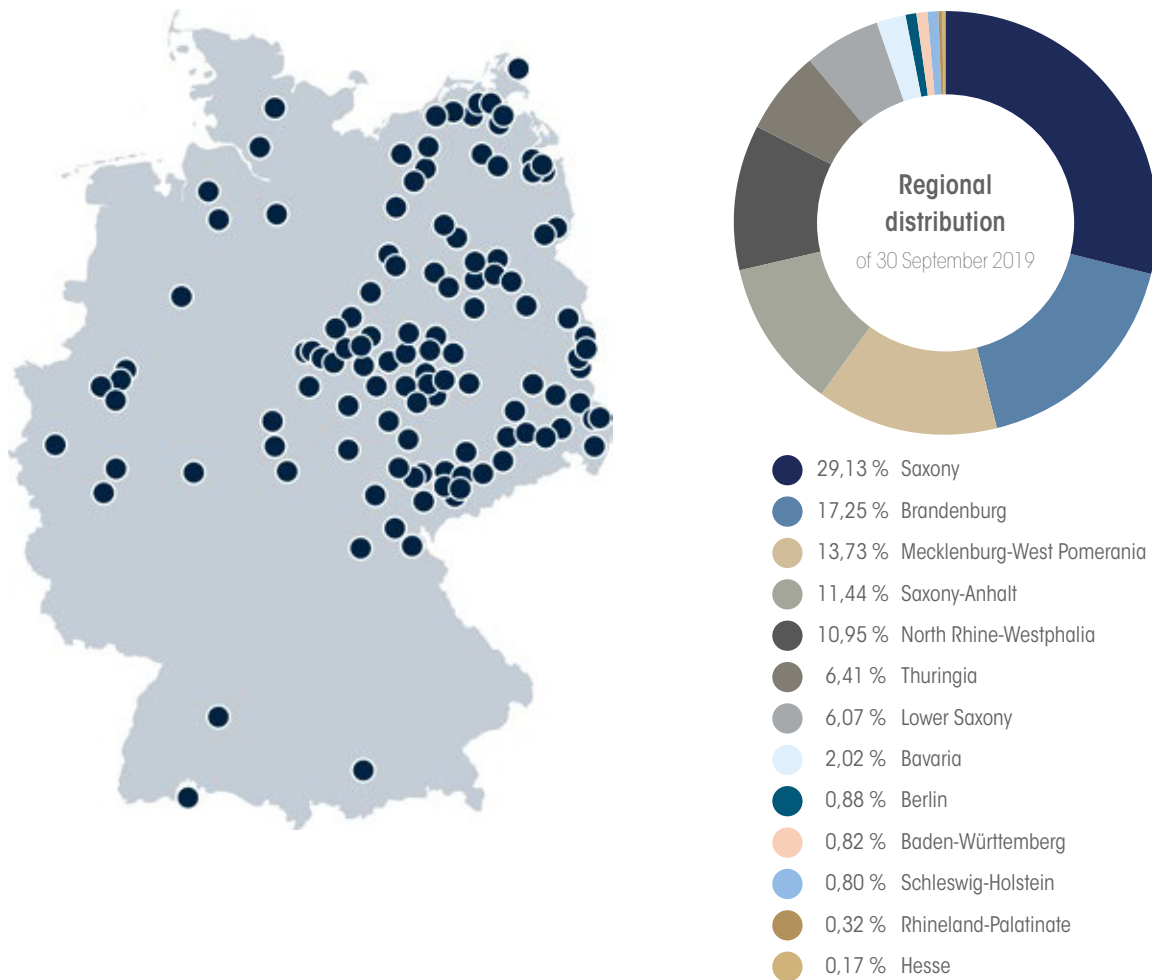 Regional
distribution
of 30 September 2019
29,13 % Saxony
17,25 % Brandenburg
13,73 % Mecklenburg-West Pomerania
11,44 % Saxony-Anhalt
10,95 % North Rhine-Westphalia
6,41 % Thuringia
6,07 % Lower Saxony
2,02 % Bavaria
0,88 % Berlin
0,82 % Baden-Württemberg
0,80 % Schleswig-Holstein
0,32 % Rhineland-Palatinate
0,17 % Hesse